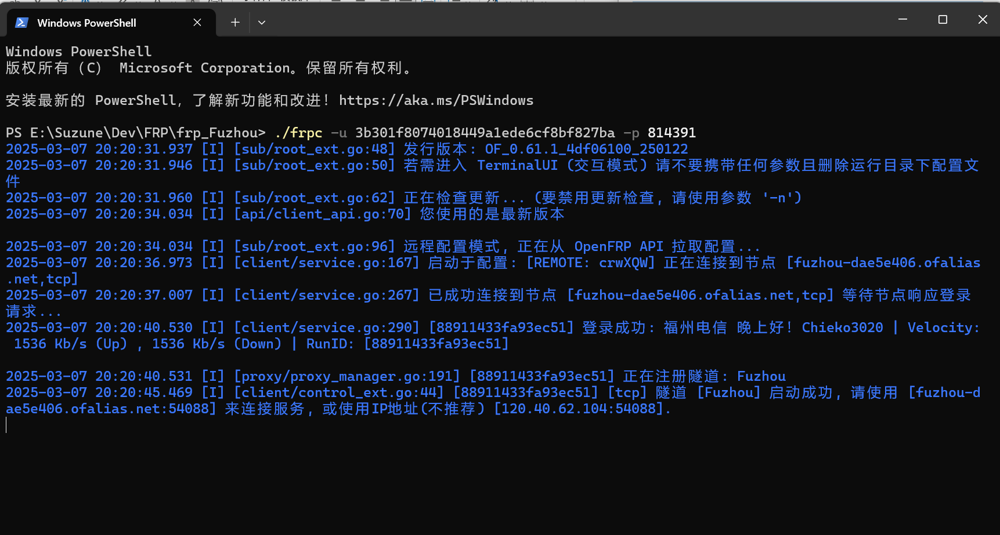 Windows PowerShell
Windows PowerShell
版权所有 (C) Microsoft Corporation。保留所有权利。
安装最新的 PowerShell，了解新功能和改进！https://aka.ms/PSWindows
PS E:\Suzune\Dev\FRP\frp_Fuzhou> ./frpc -u 3b301f8074018449a1ede6cf8bf827ba -p 814391
2025-03-07 20:20:31.937 [I] [sub/root_ext.go:48] 发行版本: OF_0.61.1_4df06100_250122
2025-03-07 20:20:31.946 [I] [sub/root_ext.go:50] 若需进入 TerminalUI (交互模式) 请不要携带任何参数且删除运行目录下配置文
件
2025-03-07 20:20:31.960 [I] [sub/root_ext.go:62] 正在检查更新... (要禁用更新检查, 请使用参数 '-n')
2025-03-07 20:20:34.034 [I] [api/client_api.go:70] 您使用的是最新版本
2025-03-07 20:20:34.034 [I] [sub/root_ext.go:96] 远程配置模式, 正在从 OpenFRP API 拉取配置...
2025-03-07 20:20:36.973 [I] [client/service.go:167] 启动于配置: [REMOTE: crwXQW] 正在连接到节点 [fuzhou-dae5e406.ofalias
.net,tcp]
2025-03-07 20:20:37.007 [I] [client/service.go:267] 已成功连接到节点 [fuzhou-dae5e406.ofalias.net,tcp] 等待节点响应登录
请求...
2025-03-07 20:20:40.530 [I] [client/service.go:290] [88911433fa93ec51] 登录成功: 福州电信 晚上好! Chieko3020 | Velocity:
1536 Kb/s (Up) , 1536 Kb/s (Down) | RunID: [88911433fa93ec51]
2025-03-07 20:20:40.531 [I] [proxy/proxy_manager.go:191] [88911433fa93ec51] 正在注册隧道: Fuzhou
2025-03-07 20:20:45.469 [I] [client/control_ext.go:44] [88911433fa93ec51] [tcp] 隧道 [Fuzhou] 启动成功, 请使用 [fuzhou-d
ae5e406.ofalias.net:54088] 来连接服务, 或使用IP地址(不推荐) [120.40.62.104:54088].